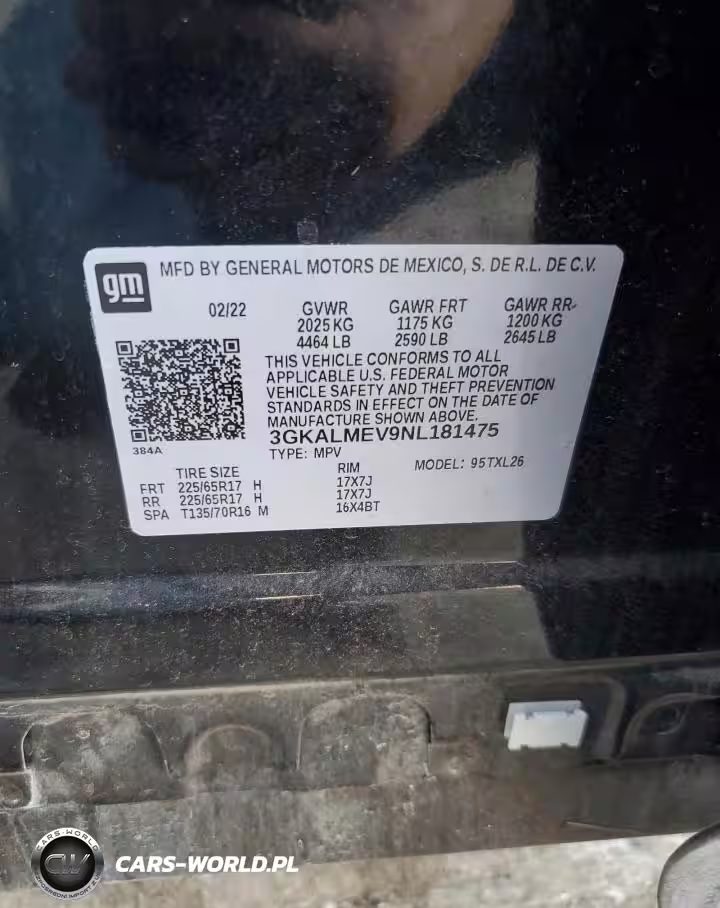 gm
MFD BY GENERAL MOTORS DE MEXICO, S. DE R.L. DE C.V.
02/22
GVWR GAWR FRT GAWR RR
2025 KG 1175 KG 1200 KG
4464 LB 2590 LB 2645 LB
THIS VEHICLE CONFORMS TO ALL
APPLICABLE U.S. FEDERAL MOTOR
VEHICLE SAFETY AND THEFT PREVENTION
STANDARDS IN EFFECT ON THE DATE OF
MANUFACTURE SHOWN ABOVE.
3GKALMEV9NL181475
384A
TYPE: MPV MODEL: 95TXL26
TIRE SIZE RIM
FRT 225/65R17 H 17X7J
RR 225/65R17 H 17X7J
SPA T135/70R16 M 16X4BT
CARS-WORLD
CW
CARS-WORLD.PL